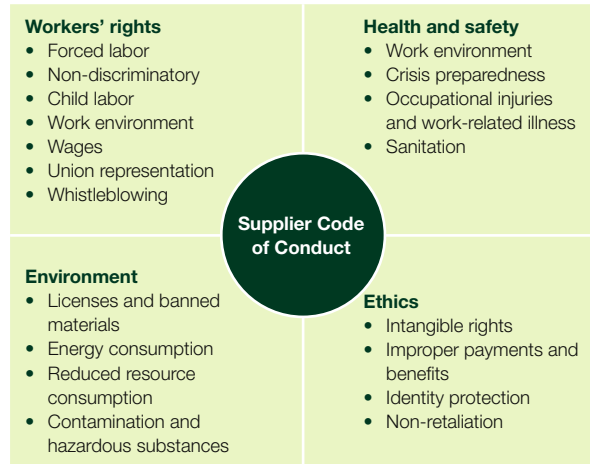 Workers' rights
• Forced labor
• Non-discriminatory
• Child labor
• Work environment
• Wages
• Union representation
• Whistleblowing
Health and safety
• Work environment
• Crisis preparedness
• Occupational injuries
and work-related illness
• Sanitation
Supplier Code
of Conduct
Environment
• Licenses and banned
materials
• Energy consumption
• Reduced resource
consumption
• Contamination and
hazardous substances
Ethics
• Intangible rights
• Improper payments and
benefits
• Identity protection
• Non-retaliation